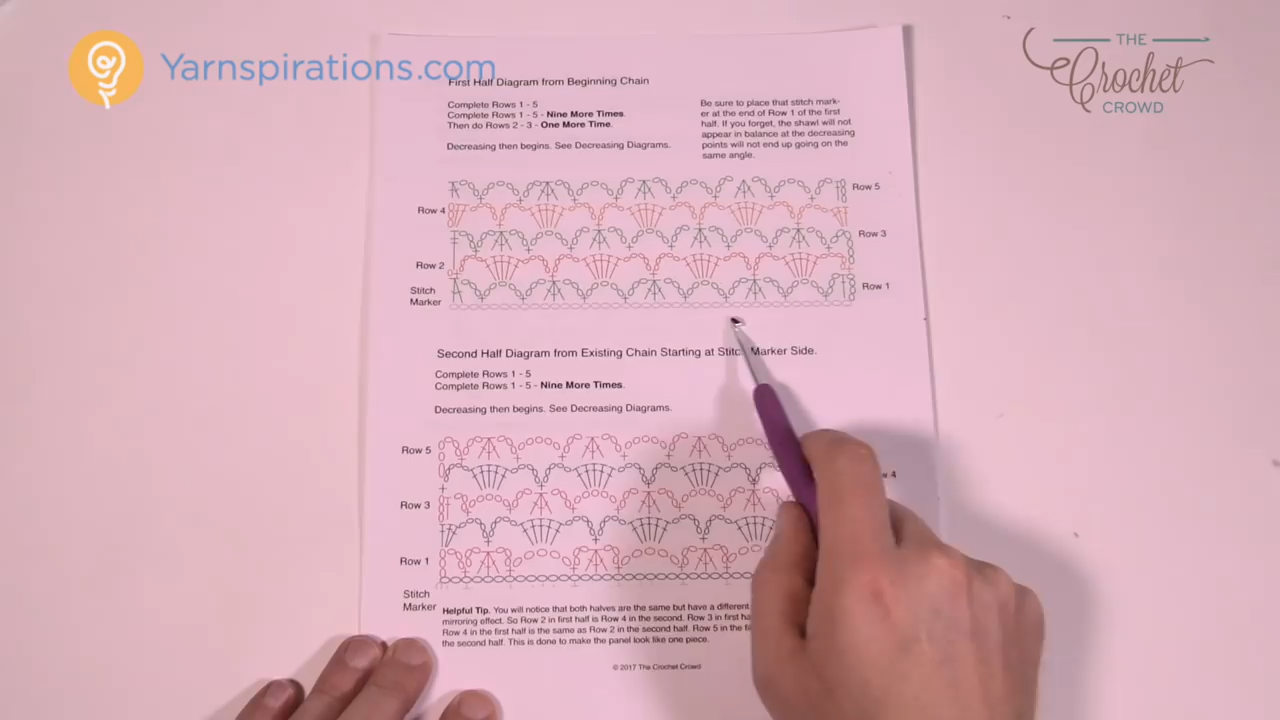 Yarnspirations.com
THE
Crochet
CROWD
First Half Diagram from Beginning Chain
Complete Rows 1 - 5
Complete Rows 1 - 5 - Nine More Times.
Then do Rows 2 - 3 - One More Time.
Decreasing then begins. See Decreasing Diagrams.
Be sure to place that stitch mark-
er at the end of Row 1 of the first
half. If you forget, the shawl will not
appear in balance at the decreasing
points will not end up going on the
same angle.
Row 5
Row 4
Row 3
Row 2
Row 1
Stitch
Marker
Second Half Diagram from Existing Chain Starting at Stitch Marker Side.
Complete Rows 1 - 5
Complete Rows 1 - 5 - Nine More Times.
Decreasing then begins. See Decreasing Diagrams.
Row 5
4
Row 3
Row 1
Stitch
Marker
Helpful Tip. You will notice that both halves are the same but have a different
mirroring effect. So Row 2 in first half is Row 4 in the second. Row 3 in first
Row 4 in the first half is the same as Row 2 in the second half. Row 5 in the
the second half. This is done to make the panel look like one piece.
© 2017 The Crochet Crowd